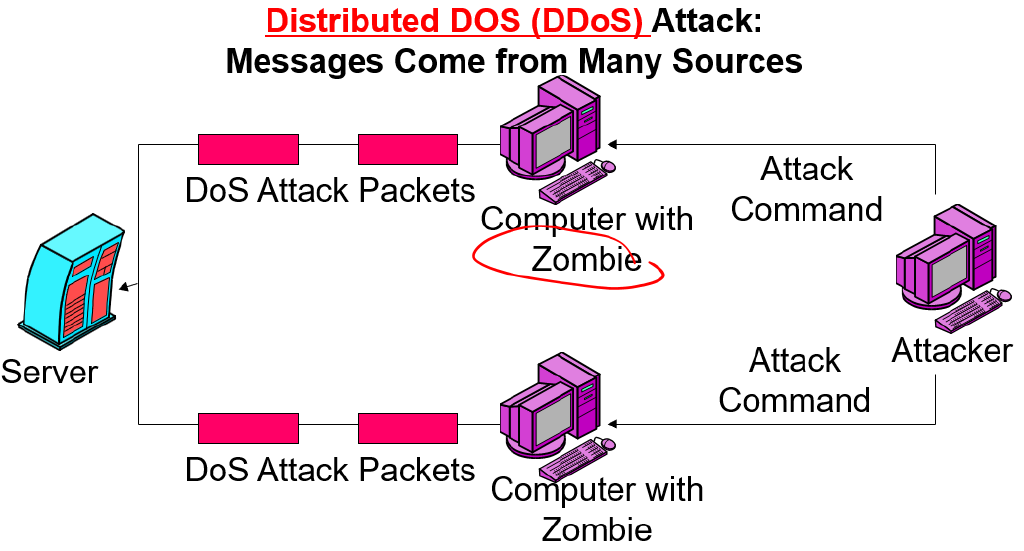 Distributed DOS (DDoS) Attack:
Messages Come from Many Sources
DoS Attack Packets
Attack
Command
Computer with
Zombie
Server
Attacker
Attack
Command
DoS Attack Packets
Computer with
Zombie